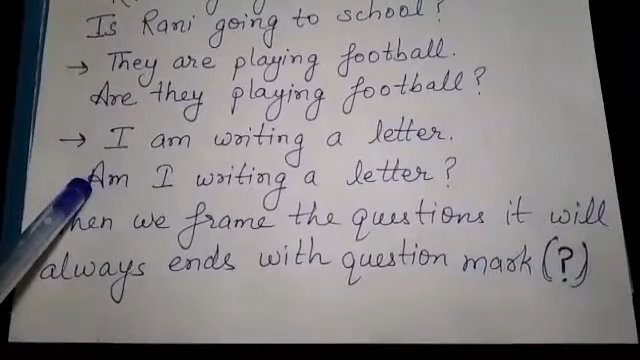 Is Rani going to school?
→ They are playing football.
Are they playing football?
→ I am writing a letter.
Am I writing a letter?
hen we frame the questions it will
always ends with question mark (?)